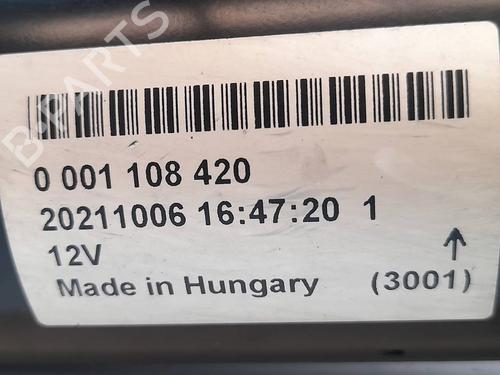 B-PARTS
0 001 108 420
20211006 16:47:20 1
12V
Made in Hungary (3001)